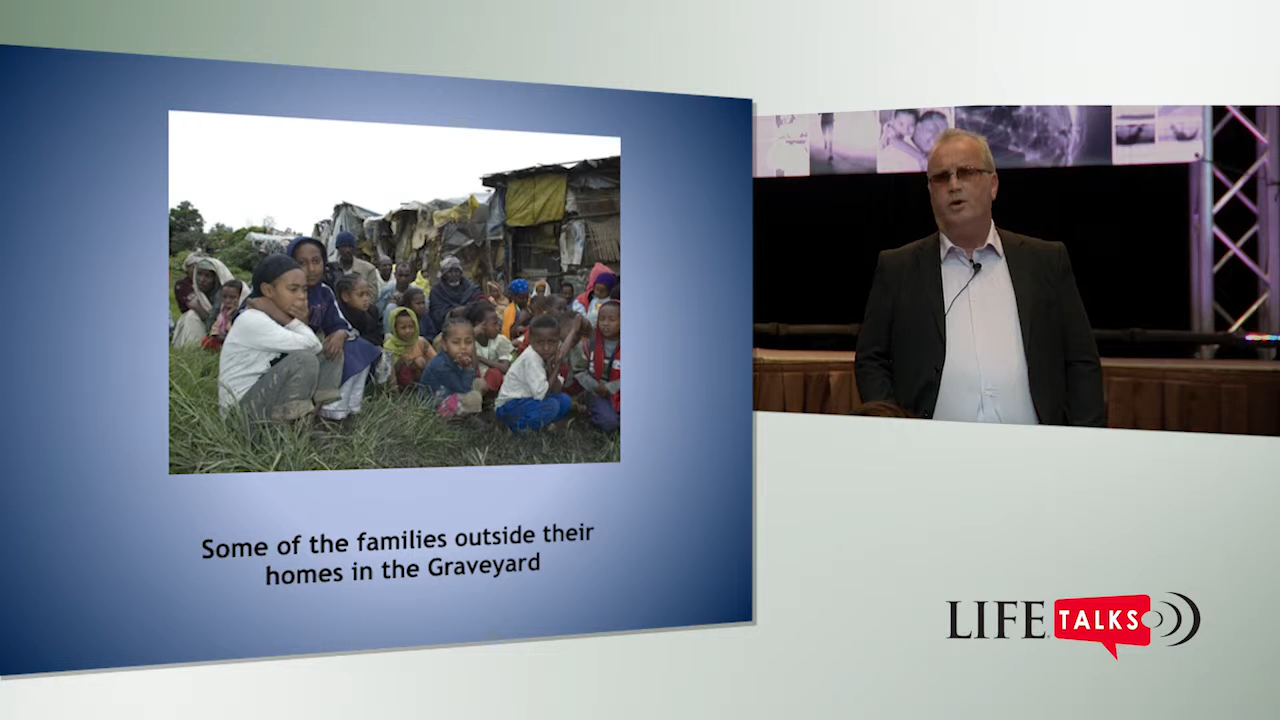 Some of the families outside their
homes in the Graveyard
LIFE TALKS